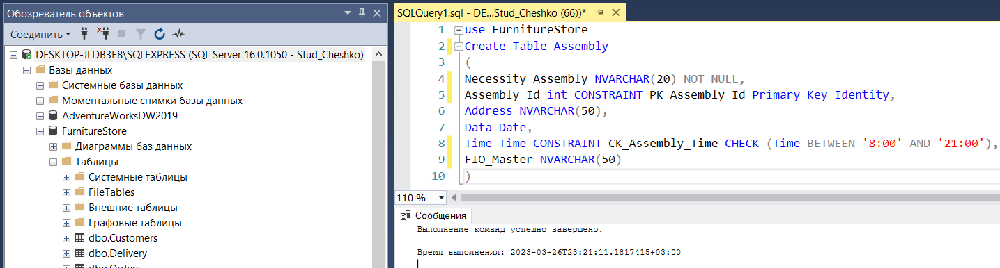 Обозреватель объектов
Соединить
DESKTOP-JLDB3E8\SQLEXPRESS (SQL Server 16.0.1050 - Stud_Cheshko)
Базы данных
Системные базы данных
Моментальные снимки базы данных
AdventureWorksDW2019
FurnitureStore
Диаграммы баз данных
Таблицы
Системные таблицы
FileTables
Внешние таблицы
Графовые таблицы
dbo.Customers
dbo.Delivery
dbo.Orders
SQLQuery1.sql - DE...Stud_Cheshko (66))*
1 use FurnitureStore
2 Create Table Assembly
3 (
4 Necessity_Assembly NVARCHAR(20) NOT NULL,
5 Assembly_Id int CONSTRAINT PK_Assembly_Id Primary Key Identity,
6 Address NVARCHAR(50),
7 Data Date,
8 Time Time CONSTRAINT CK_Assembly_Time CHECK (Time BETWEEN '8:00' AND '21:00'),
9 FIO_Master NVARCHAR(50)
10 )
110 %
Сообщения
Выполнение команд успешно завершено.
Время выполнения: 2023-03-26T23:21:11.1817415+03:00